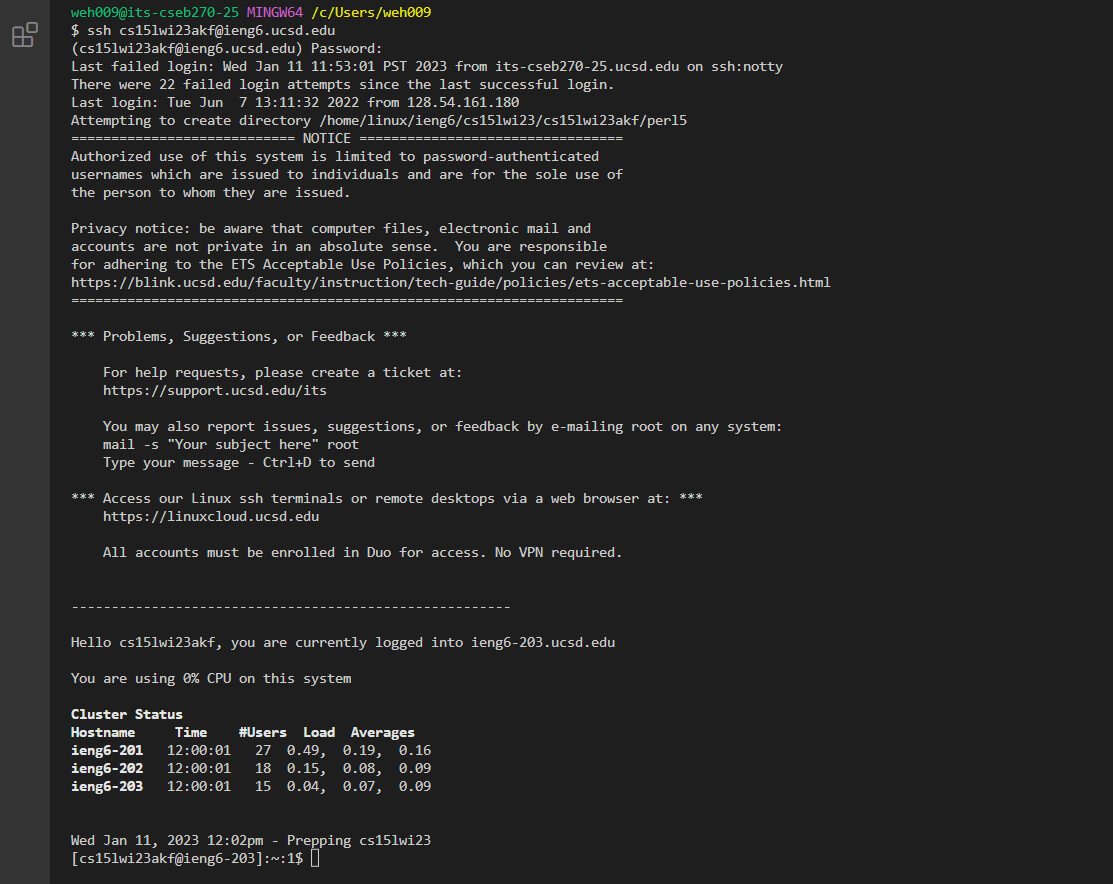 weh009@its-cseb270-25 MINGW64 /c/Users/weh009
$ ssh cs15lwi23akf@ieng6.ucsd.edu
(cs15lwi23akf@ieng6.ucsd.edu) Password:
Last failed login: Wed Jan 11 11:53:01 PST 2023 from its-cseb270-25.ucsd.edu on ssh:notty
There were 22 failed login attempts since the last successful login.
Last login: Tue Jun  7 13:11:32 2022 from 128.54.161.180
Attempting to create directory /home/linux/ieng6/cs15lwi23/cs15lwi23akf/perl5
============================ NOTICE =================================
Authorized use of this system is limited to password-authenticated
usernames which are issued to individuals and are for the sole use of
the person to whom they are issued.

Privacy notice: be aware that computer files, electronic mail and
accounts are not private in an absolute sense.  You are responsible
for adhering to the ETS Acceptable Use Policies, which you can review at:
https://blink.ucsd.edu/faculty/instruction/tech-guide/policies/ets-acceptable-use-policies.html
=====================================================================

*** Problems, Suggestions, or Feedback ***

    For help requests, please create a ticket at:
    https://support.ucsd.edu/its

    You may also report issues, suggestions, or feedback by e-mailing root on any system:
    mail -s "Your subject here" root
    Type your message - Ctrl+D to send

*** Access our Linux ssh terminals or remote desktops via a web browser at: ***
    https://linuxcloud.ucsd.edu

    All accounts must be enrolled in Duo for access. No VPN required.

-------------------------------------------------------

Hello cs15lwi23akf, you are currently logged into ieng6-203.ucsd.edu

You are using 0% CPU on this system

Cluster Status
Hostname     Time    #Users  Load  Averages
ieng6-201   12:00:01   27  0.49,  0.19,  0.16
ieng6-202   12:00:01   18  0.15,  0.08,  0.09
ieng6-203   12:00:01   15  0.04,  0.07,  0.09

Wed Jan 11, 2023 12:02pm - Prepping cs15lwi23
[cs15lwi23akf@ieng6-203]:~:1$